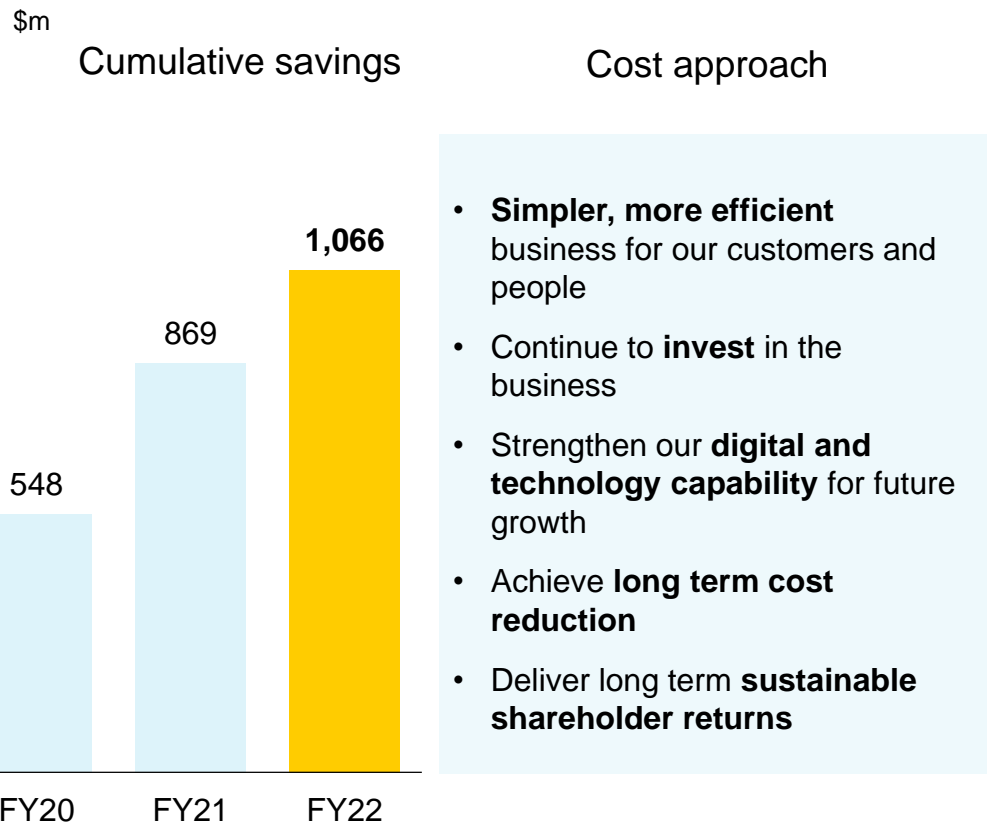 $m
Cumulative savings
548
869
1,066
FY20
FY21
FY22
Cost approach
• Simpler, more efficient
business for our customers and
people
• Continue to invest in the
business
• Strengthen our digital and
technology capability for future
growth
• Achieve long term cost
reduction
• Deliver long term sustainable
shareholder returns